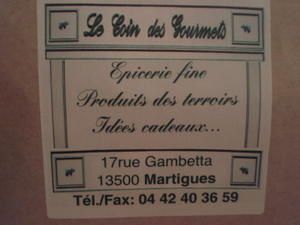 Le Coin des Gourmets
Epicerie fine
Produits des terroirs
Idées cadeaux...
17rue Gambetta
13500 Martigues
Tél./Fax: 04 42 40 36 59